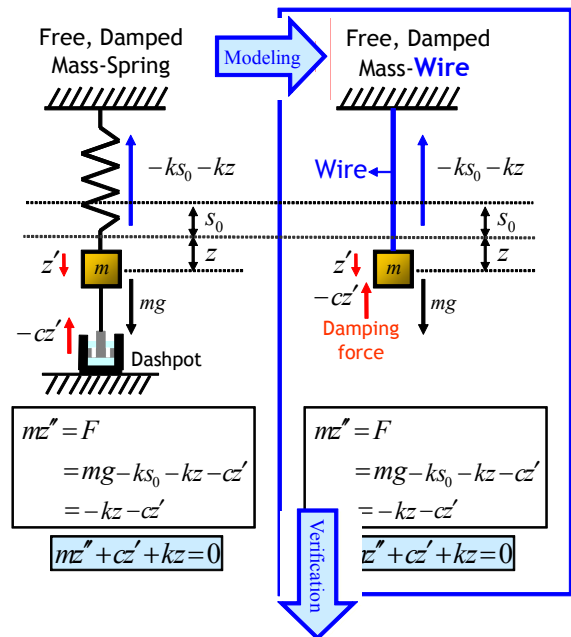 Free, Damped
Mass-Spring
Modeling
Free, Damped
Mass-Wire
−ks₀ − kz
s₀
z
z′
m
mg
−cz′
Dashpot
Wire
−ks₀ − kz
s₀
z
z′
m
−cz′
mg
Damping
force
mz″ = F
= mg − ks₀ − kz − cz′
= −kz − cz′
mz″ + cz′ + kz = 0
mz″ = F
= mg − ks₀ − kz − cz′
= −kz − cz′
z″ + cz′ + kz = 0
Verification